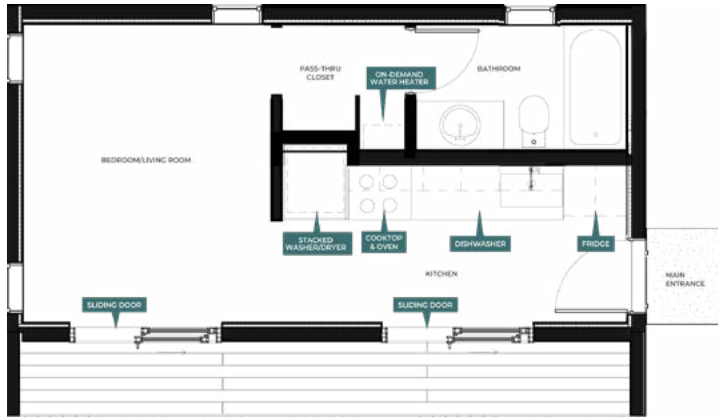 PASS-THRU
CLOSET
ON-DEMAND
WATER HEATER
BATHROOM
BEDROOM/LIVING ROOM
STACKED
WASHER/DRYER
COOKTOP
& OVEN
DISHWASHER
FRIDGE
KITCHEN
MAIN
ENTRANCE
SLIDING DOOR
SLIDING DOOR